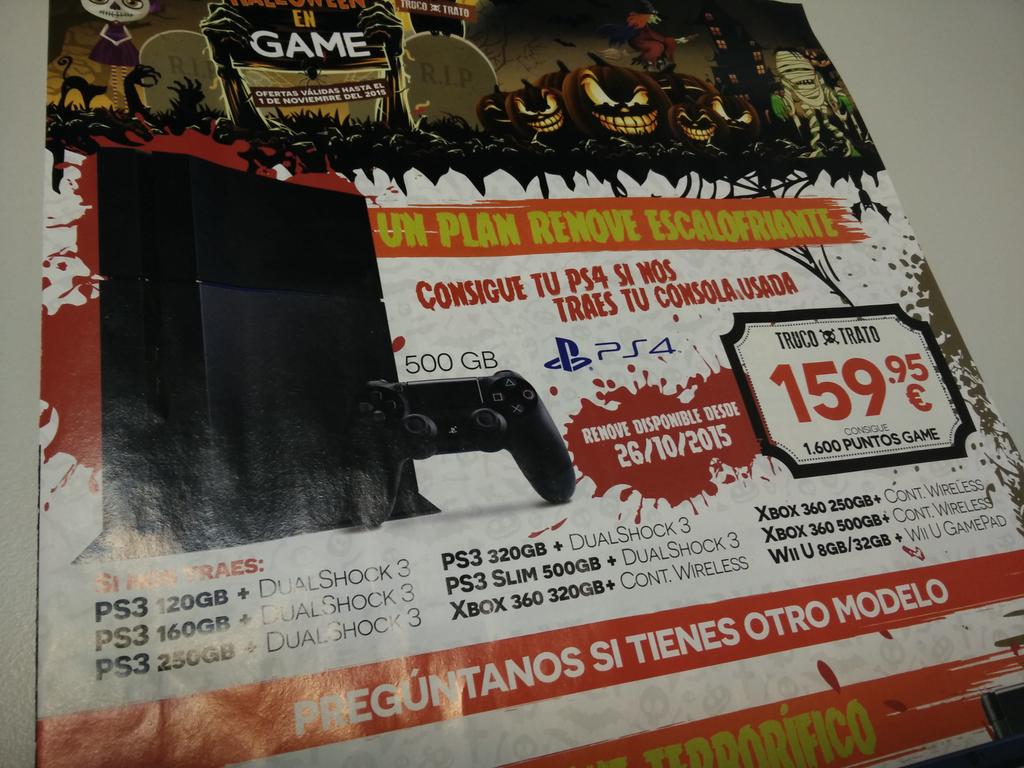 HALLOWEEN
EN
GAME
OFERTAS VÁLIDAS HASTA EL
1 DE NOVIEMBRE DEL 2015
TRUCO TRATO
R.I.P.
UN PLAN RENOVE ESCALOFRIANTE
CONSIGUE TU PS4 SI NOS
TRAES TU CONSOLA USADA
500 GB
PS4
RENOVE DISPONIBLE DESDE
26/10/2015
TRUCO TRATO
159.95
€
CONSIGUE
1.600 PUNTOS GAME
SI NOS TRAES:
PS3 120GB + DUALSHOCK 3
PS3 160GB + DUALSHOCK 3
PS3 250GB + DUALSHOCK 3
PS3 320GB + DUALSHOCK 3
PS3 SLIM 500GB + DUALSHOCK 3
XBOX 360 320GB+ CONT. WIRELESS
XBOX 360 250GB+ CONT. WIRELESS
XBOX 360 500GB+ CONT. WIRELESS
WII U 8GB/32GB + WII U GAMEPAD
PREGÚNTANOS SI TIENES OTRO MODELO
TERRORÍFICO